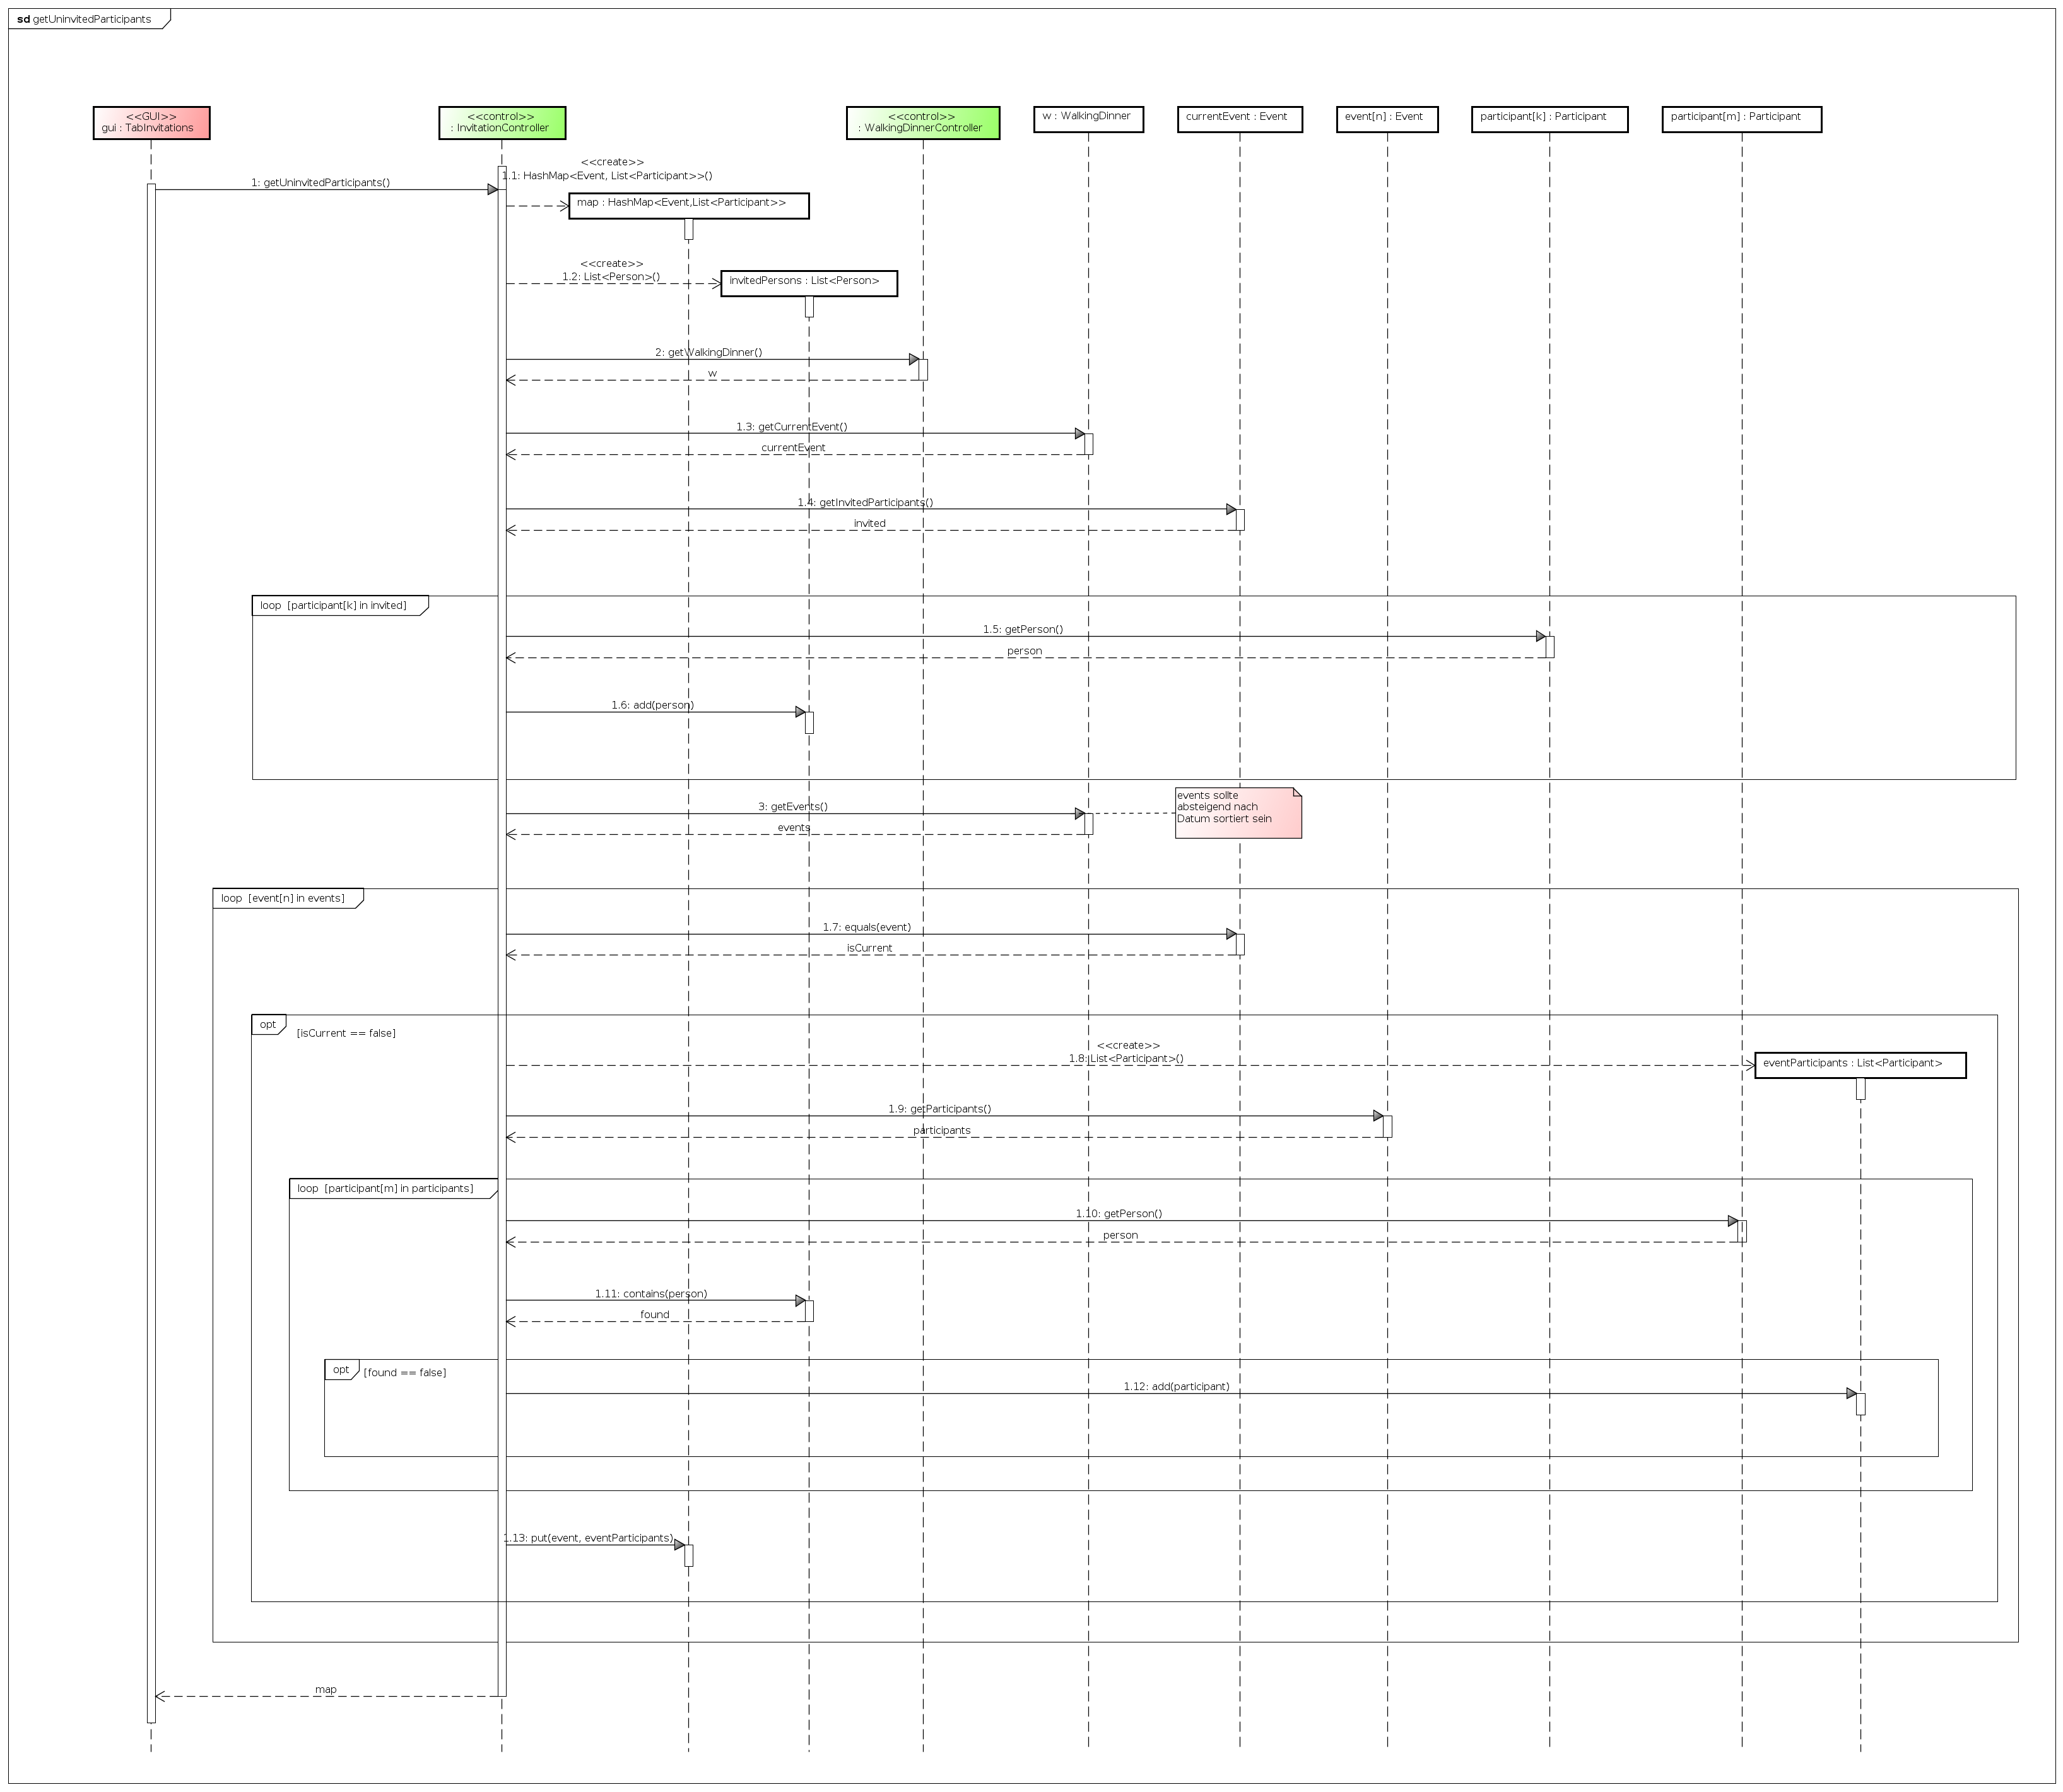 sd getUninvitedParticipants
<<GUI>>
gui : TabInvitations
<<control>>
: InvitationController
<<control>>
: WalkingDinnerController
w : WalkingDinner
currentEvent : Event
event[n] : Event
participant[k] : Participant
participant[m] : Participant
<<create>>
1.1: HashMap<Event, List<Participant>>()
1: getUninvitedParticipants()
map : HashMap<Event,List<Participant>>
<<create>>
1.2: List<Person>()
invitedPersons : List<Person>
2: getWalkingDinner()
w
1.3: getCurrentEvent()
currentEvent
1.4: getInvitedParticipants()
invited
loop [participant[k] in invited]
1.5: getPerson()
person
1.6: add(person)
3: getEvents()
events
events sollte
absteigend nach
Datum sortiert sein
loop [event[n] in events]
1.7: equals(event)
isCurrent
opt
[isCurrent == false]
<<create>>
1.8: List<Participant>()
eventParticipants : List<Participant>
1.9: getParticipants()
participants
loop [participant[m] in participants]
1.10: getPerson()
person
1.11: contains(person)
found
opt
[found == false]
1.12: add(participant)
1.13: put(event, eventParticipants)
map